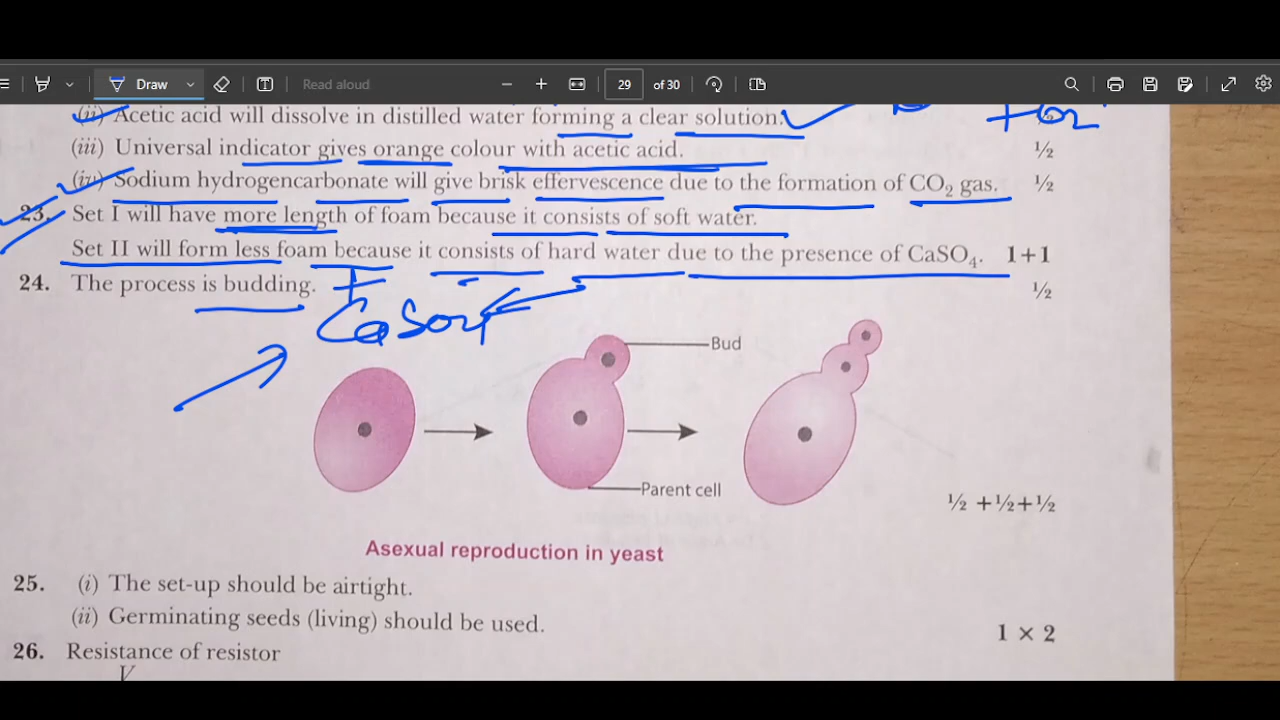 Draw
Read aloud
29 of 30
(ii) Acetic acid will dissolve in distilled water forming a clear solution.
(iii) Universal indicator gives orange colour with acetic acid. ½
(iv) Sodium hydrogencarbonate will give brisk effervescence due to the formation of CO₂ gas. ½
23. Set I will have more length of foam because it consists of soft water.
Set II will form less foam because it consists of hard water due to the presence of CaSO₄. 1+1
24. The process is budding. ½
CaSO4
Bud
Parent cell
½ +½+½
Asexual reproduction in yeast
25. (i) The set-up should be airtight.
(ii) Germinating seeds (living) should be used.
1 × 2
26. Resistance of resistor
V